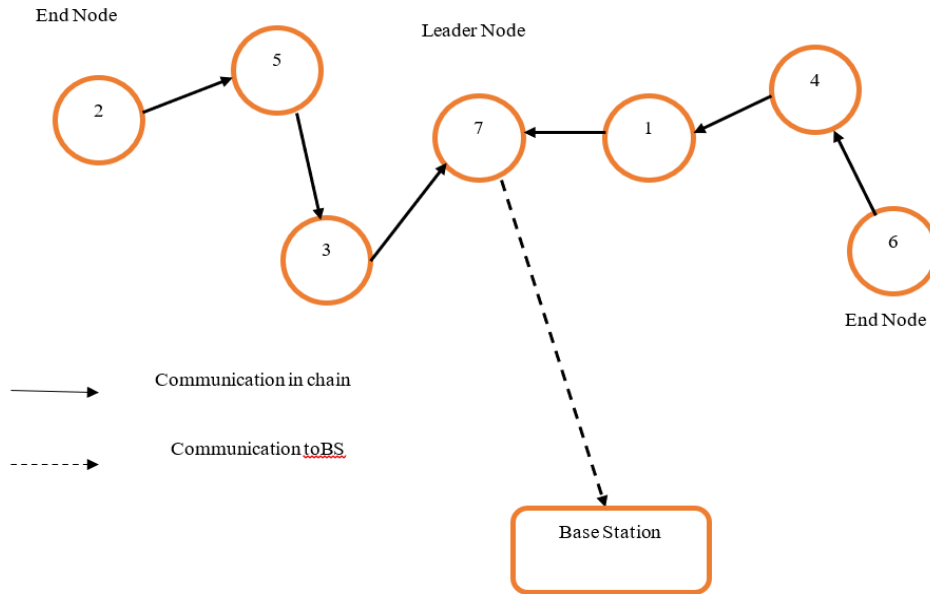 End Node
Leader Node
5
4
2
7
1
3
6
End Node
Communication in chain
Communication toBS
Base Station